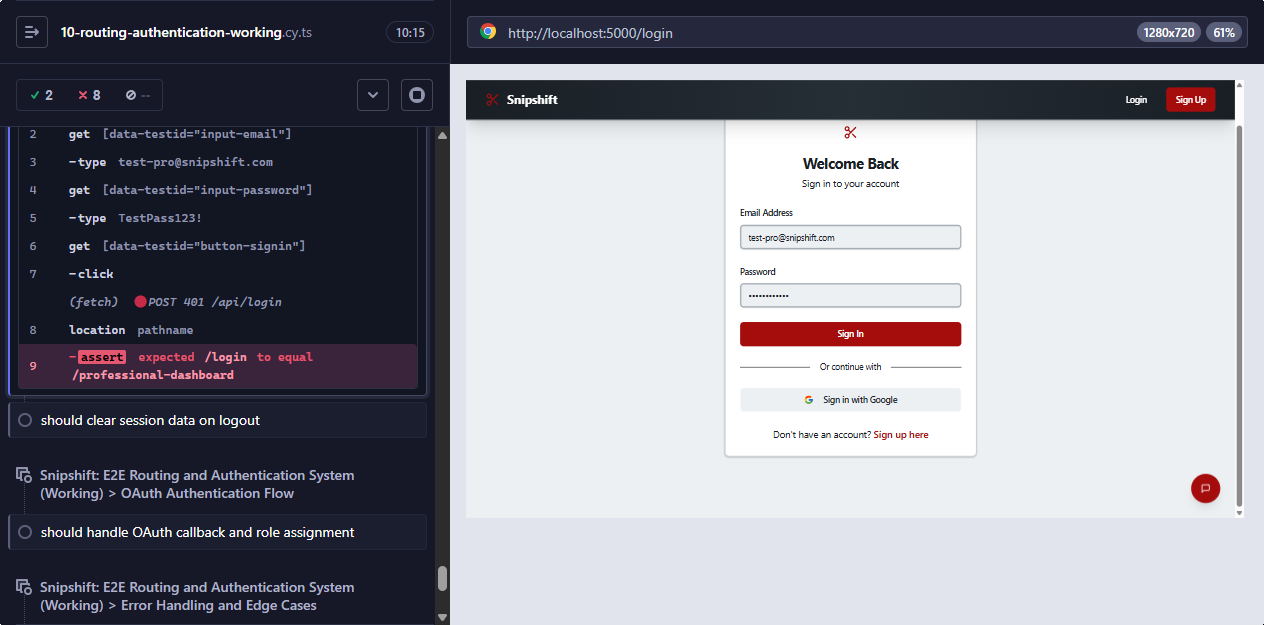 10-routing-authentication-working.cy.ts
10:15
2
8
--
2 get [data-testid="input-email"]
3 -type test-pro@snipshift.com
4 get [data-testid="input-password"]
5 -type TestPass123!
6 get [data-testid="button-signin"]
7 -click
(fetch) POST 401 /api/login
8 location pathname
9 -assert expected /login to equal
/professional-dashboard
should clear session data on logout
Snipshift: E2E Routing and Authentication System
(Working) > OAuth Authentication Flow
should handle OAuth callback and role assignment
Snipshift: E2E Routing and Authentication System
(Working) > Error Handling and Edge Cases
http://localhost:5000/login
1280x720
61%
Snipshift
Login
Sign Up
Welcome Back
Sign in to your account
Email Address
test-pro@snipshift.com
Password
••••••••••••
Sign In
Or continue with
G Sign in with Google
Don't have an account? Sign up here